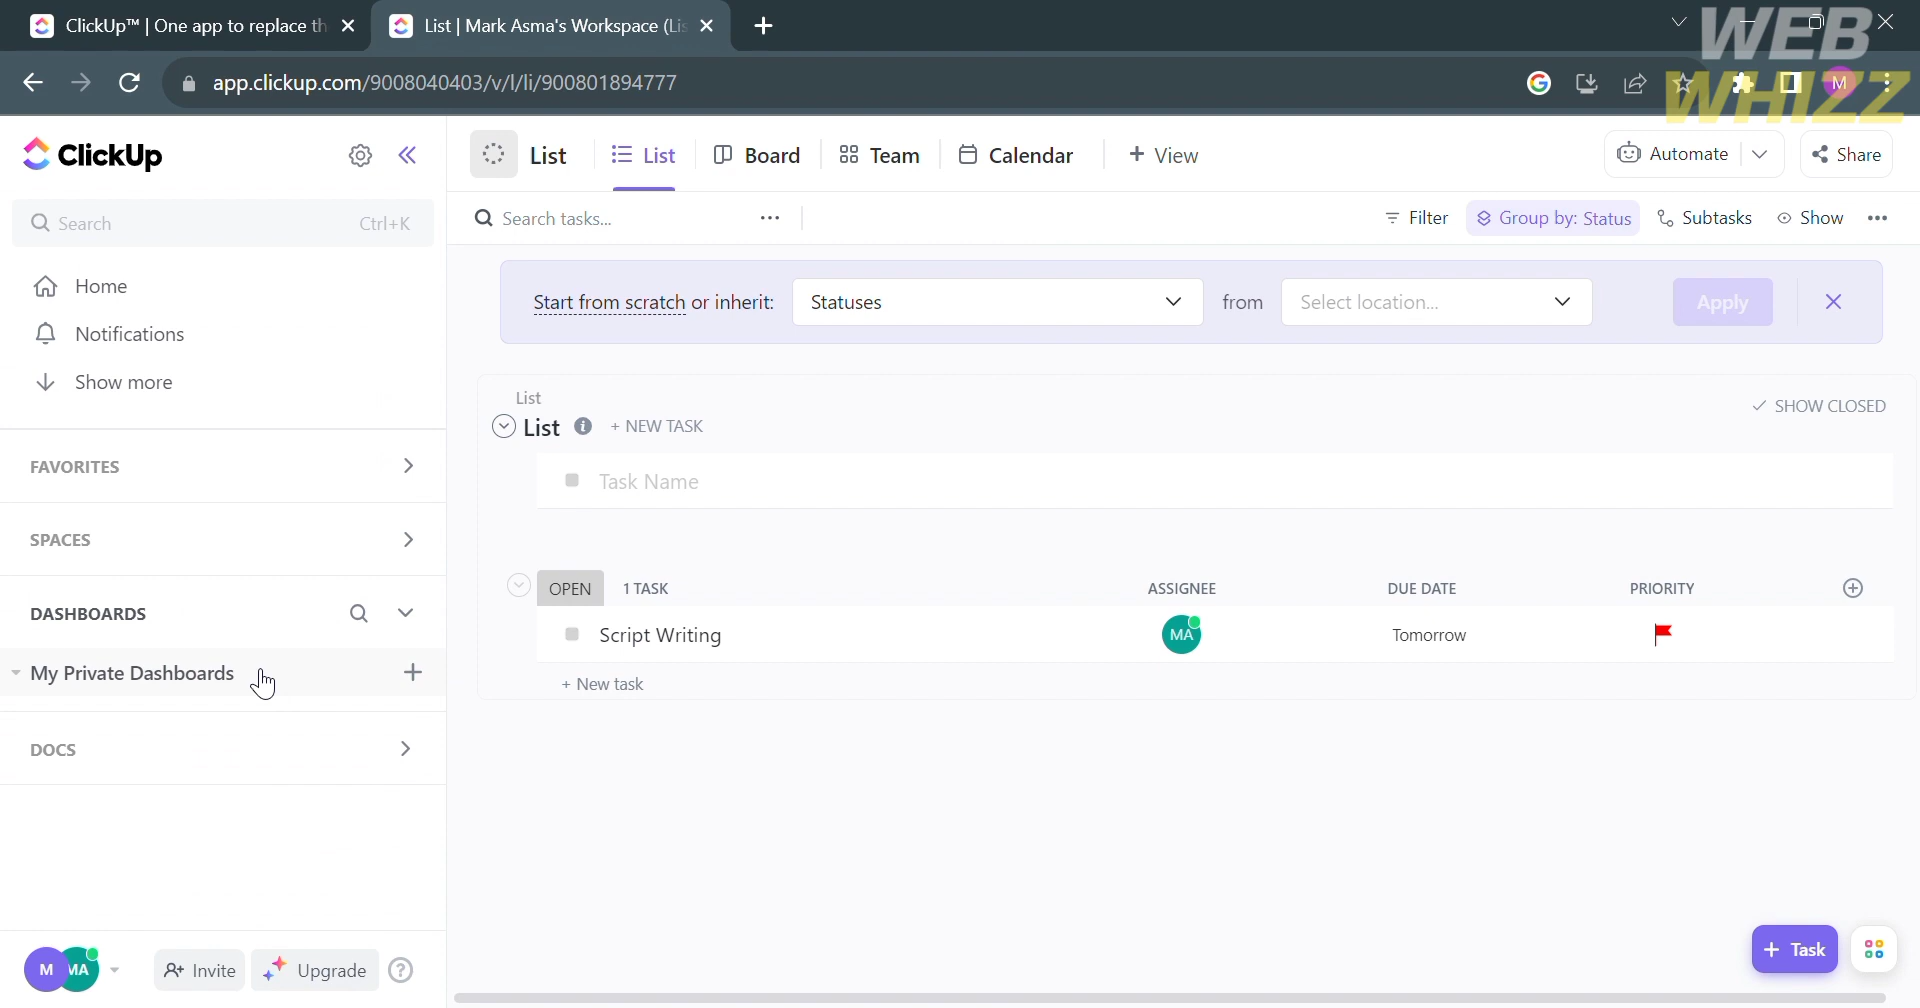 ClickUp™ | One app to replace th
List | Mark Asma's Workspace (Lis
WEB
WHIZZ
app.clickup.com/9008040403/v/l/li/900801894777
M
ClickUp
List
List
Board
Team
Calendar
+ View
Automate
Share
Search
Ctrl+K
Search tasks...
Filter
Group by: Status
Subtasks
Show
Home
Notifications
Show more
Start from scratch or inherit:
Statuses
from
Select location...
Apply
List
List
+ NEW TASK
SHOW CLOSED
Task Name
FAVORITES
SPACES
DASHBOARDS
My Private Dashboards
DOCS
OPEN
1 TASK
ASSIGNEE
DUE DATE
PRIORITY
Script Writing
MA
Tomorrow
+ New task
M
MA
Invite
Upgrade
+ Task